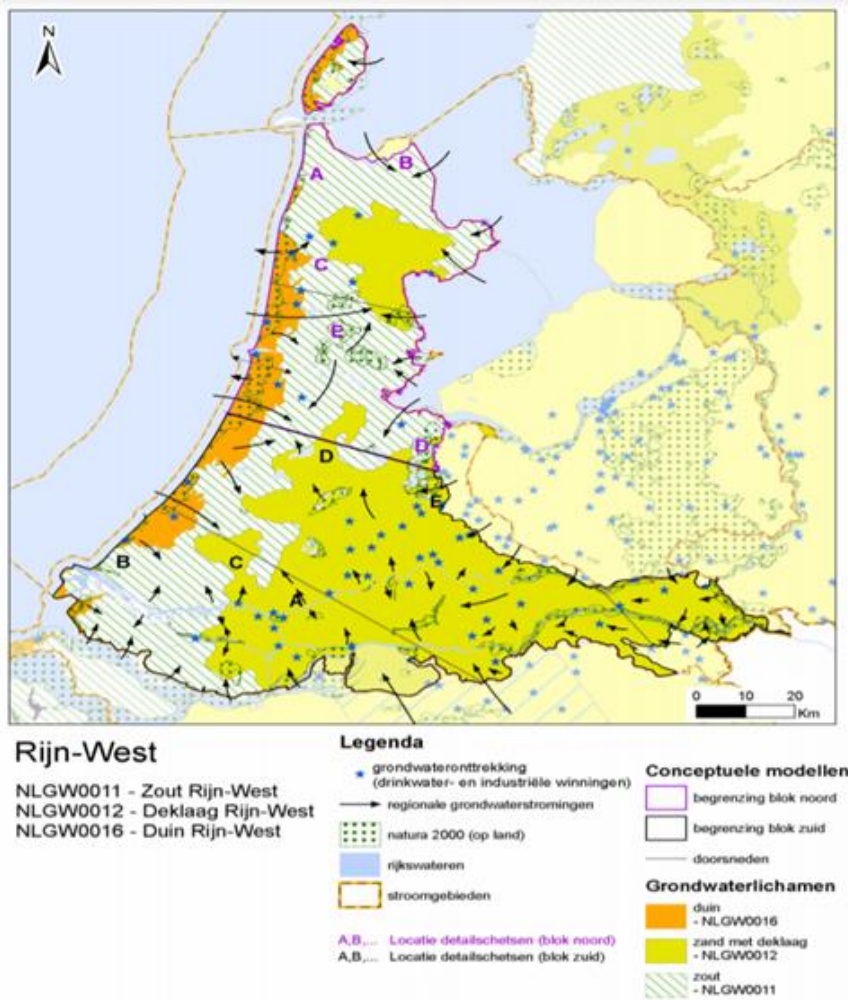 N
A
B
C
E
D
D
E
B
C
A
0 10 20
Km
Rijn-West
NLGW0011 - Zout Rijn-West
NLGW0012 - Deklaag Rijn-West
NLGW0016 - Duin Rijn-West
Legenda
grondwateronttrekking
(drinkwater- en industriële winningen)
regionale grondwaterstromingen
natura 2000 (op land)
rijkswateren
stroomgebieden
A,B,... Locatie detailschetsen (blok noord)
A,B,... Locatie detailschetsen (blok zuid)
Conceptuele modellen
begrenzing blok noord
begrenzing blok zuid
doorsneden
Grondwaterlichamen
duin
- NLGW0016
zand met deklaag
- NLGW0012
zout
- NLGW0011